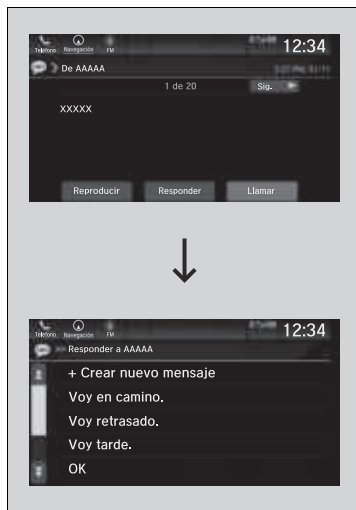 Teléfono Navegación FM
12:34
De AAAAA
1 de 20 Sig.
XXXXX
Reproducir Responder Llamar
Teléfono Navegación FM
12:34
Responder a AAAAA
+ Crear nuevo mensaje
Voy en camino.
Voy retrasado.
Voy tarde.
OK